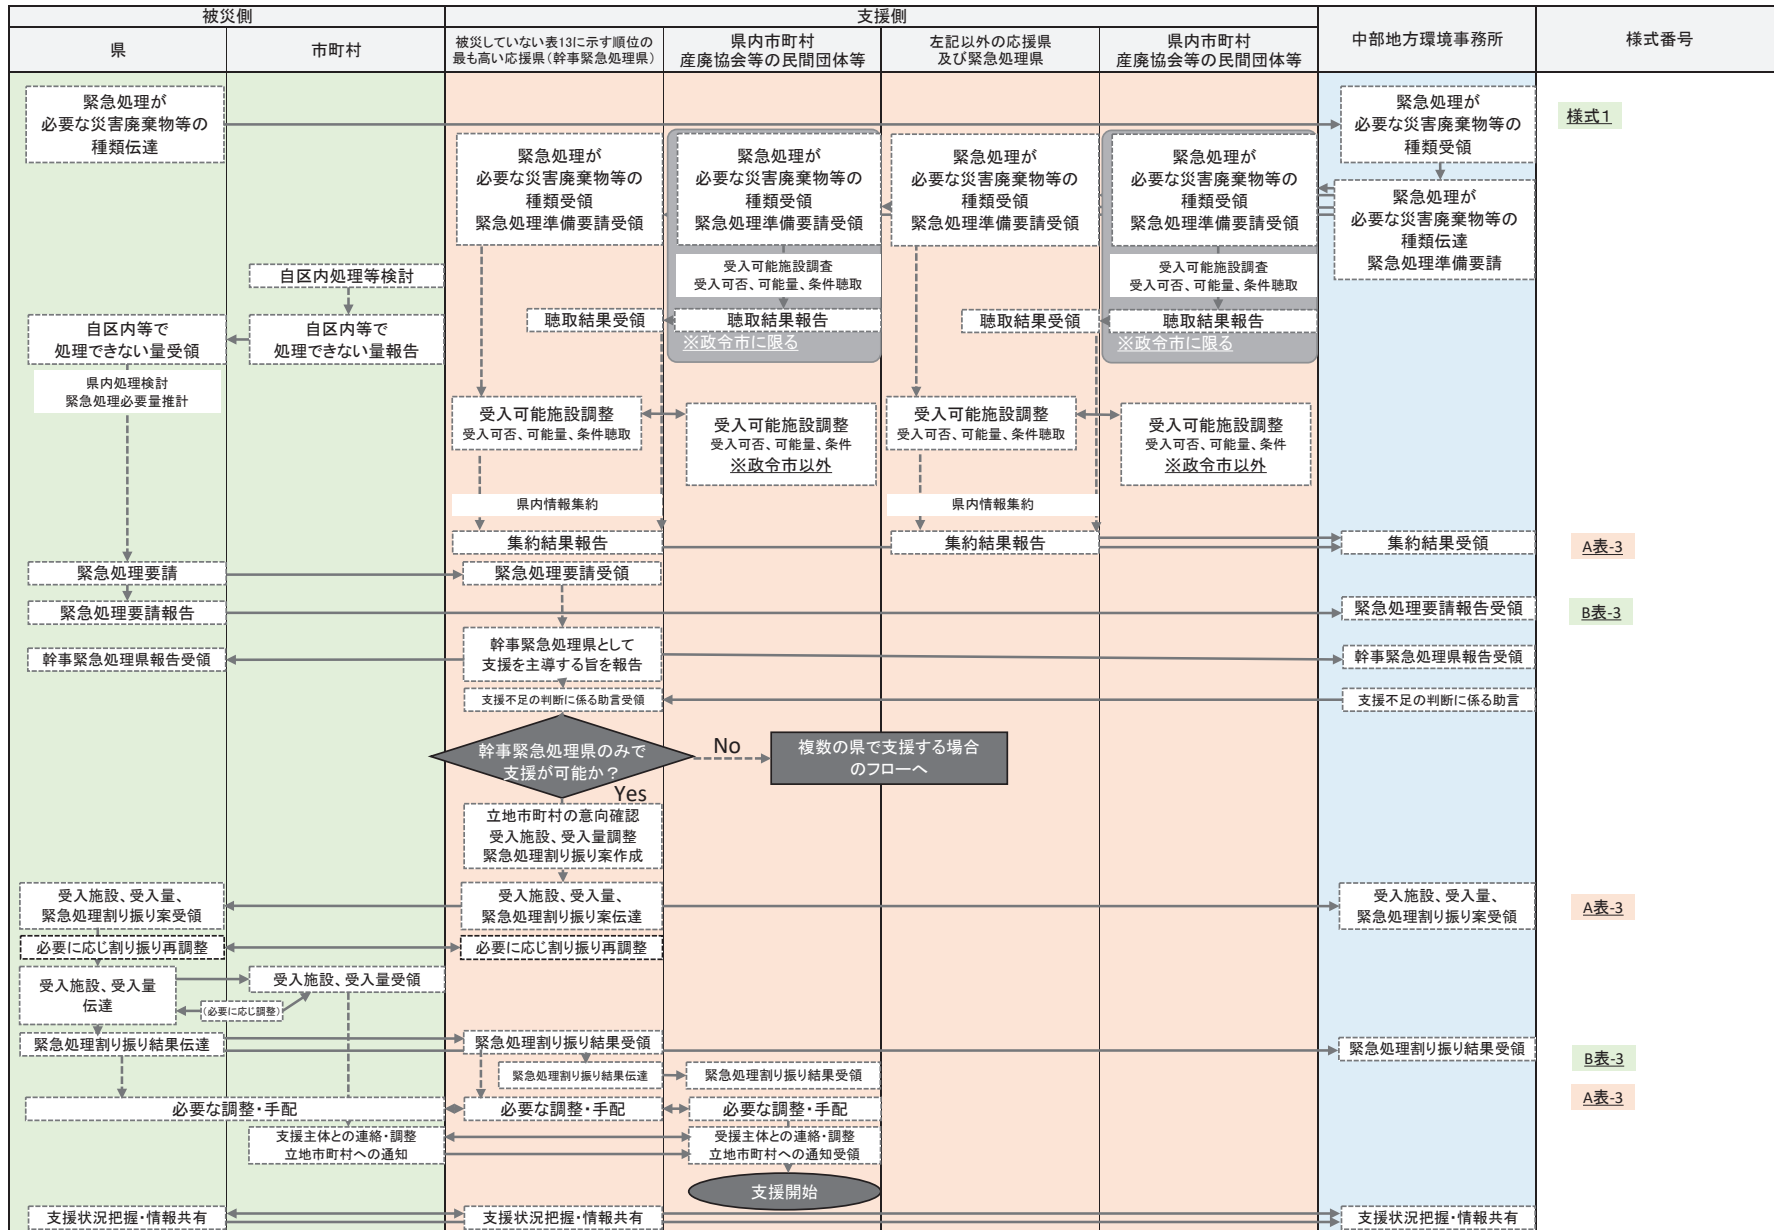 被災側
支援側
県
市町村
被災していない表13に示す順位の
最も高い応援県(幹事緊急処理県)
県内市町村
産廃協会等の民間団体等
左記以外の応援県
及び緊急処理県
県内市町村
産廃協会等の民間団体等
中部地方環境事務所
様式番号
緊急処理が
必要な災害廃棄物等の
種類伝達
緊急処理が
必要な災害廃棄物等の
種類受領
様式1
緊急処理が
必要な災害廃棄物等の
種類受領
緊急処理準備要請受領
緊急処理が
必要な災害廃棄物等の
種類受領
緊急処理準備要請受領
緊急処理が
必要な災害廃棄物等の
種類受領
緊急処理準備要請受領
緊急処理が
必要な災害廃棄物等の
種類受領
緊急処理準備要請受領
緊急処理が
必要な災害廃棄物等の
種類伝達
緊急処理準備要請
自区内処理等検討
受入可能施設調査
受入可否、可能量、条件聴取
受入可能施設調査
受入可否、可能量、条件聴取
自区内等で
処理できない量受領
自区内等で
処理できない量報告
聴取結果受領
聴取結果報告
※政令市に限る
聴取結果受領
聴取結果報告
※政令市に限る
県内処理検討
緊急処理必要量推計
受入可能施設調整
受入可否、可能量、条件聴取
受入可能施設調整
受入可否、可能量、条件
※政令市以外
受入可能施設調整
受入可否、可能量、条件聴取
受入可能施設調整
受入可否、可能量、条件
※政令市以外
県内情報集約
県内情報集約
集約結果報告
集約結果報告
集約結果受領
A表-3
緊急処理要請
緊急処理要請受領
緊急処理要請報告
緊急処理要請報告受領
B表-3
幹事緊急処理県報告受領
幹事緊急処理県として
支援を主導する旨を報告
幹事緊急処理県報告受領
支援不足の判断に係る助言受領
支援不足の判断に係る助言
幹事緊急処理県のみで
支援が可能か?
No
複数の県で支援する場合
のフローへ
Yes
立地市町村の意向確認
受入施設、受入量調整
緊急処理割り振り案作成
受入施設、受入量、
緊急処理割り振り案受領
受入施設、受入量、
緊急処理割り振り案伝達
受入施設、受入量、
緊急処理割り振り案受領
A表-3
必要に応じ割り振り再調整
必要に応じ割り振り再調整
受入施設、受入量
伝達
受入施設、受入量受領
(必要に応じ調整)
緊急処理割り振り結果伝達
緊急処理割り振り結果受領
緊急処理割り振り結果受領
B表-3
緊急処理割り振り結果伝達
緊急処理割り振り結果受領
必要な調整・手配
必要な調整・手配
必要な調整・手配
A表-3
支援主体との連絡・調整
立地市町村への通知
受援主体との連絡・調整
立地市町村への通知受領
支援開始
支援状況把握・情報共有
支援状況把握・情報共有
支援状況把握・情報共有